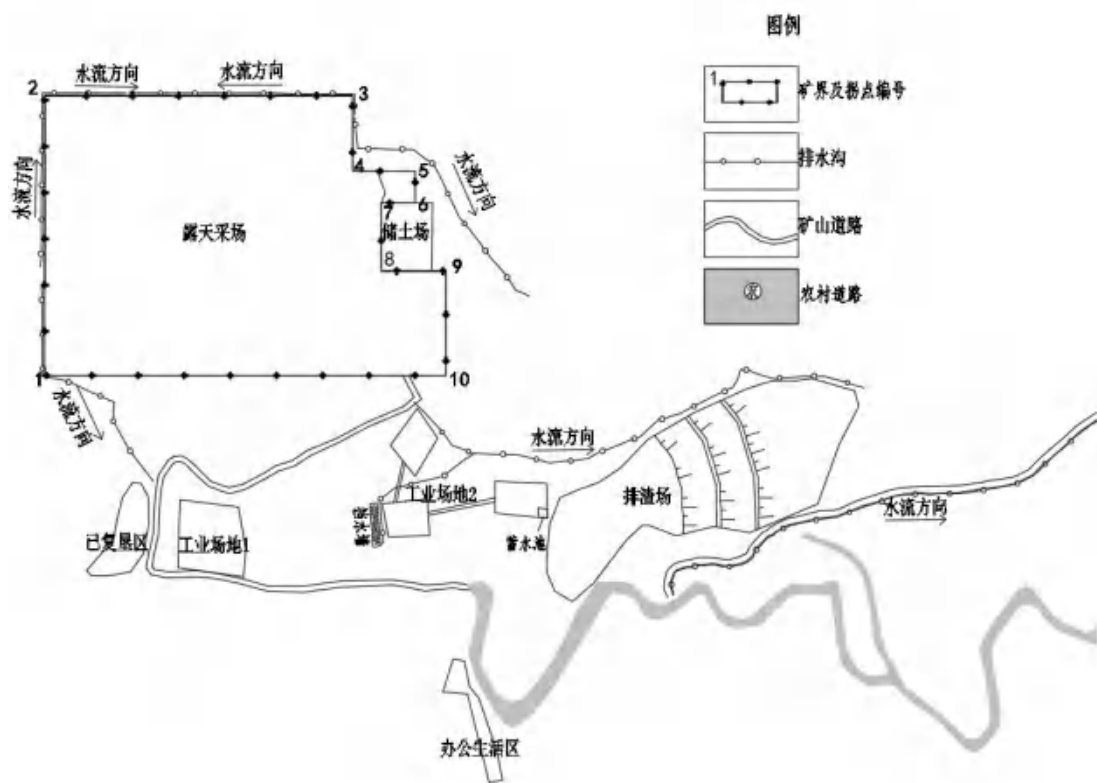 图例
1
矿界及拐点编号
排水沟
矿山道路
农村道路
水流方向
水流方向
2
3
水流方向
4
5
水流方向
7
6
露天采场
储土场
8
9
1
10
水流方向
水流方向
工业场地2
排渣场
蓄水池
水流方向
已复垦区
工业场地1
办公生活区